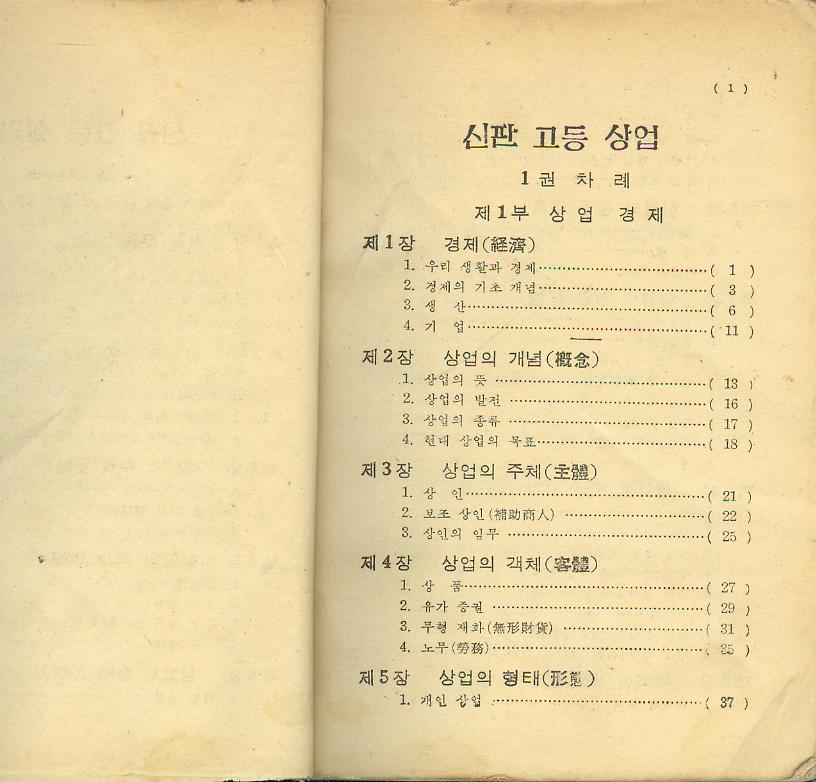 ( 1 )
신판 고등 상업
1권 차 례
제1부 상 업 경 제
제1장 경제(経濟)
1. 우리 생활과 경제 ( 1 )
2. 경제의 기초 개념 ( 3 )
3. 생 산 ( 6 )
4. 기 업 ( 11 )
제2장 상업의 개념(槪念)
1. 상업의 뜻 ( 13 )
2. 상업의 발전 ( 16 )
3. 상업의 종류 ( 17 )
4. 현대 상업의 목표 ( 18 )
제3장 상업의 주체(主體)
1. 상 인 ( 21 )
2. 보조 상인(補助商人) ( 22 )
3. 상인의 임무 ( 25 )
제4장 상업의 객체(客體)
1. 상 품 ( 27 )
2. 유가 증권 ( 29 )
3. 무형 재화(無形財貨) ( 31 )
4. 노무(勞務) ( 35 )
제5장 상업의 형태(形態)
1. 개인 상업 ( 37 )